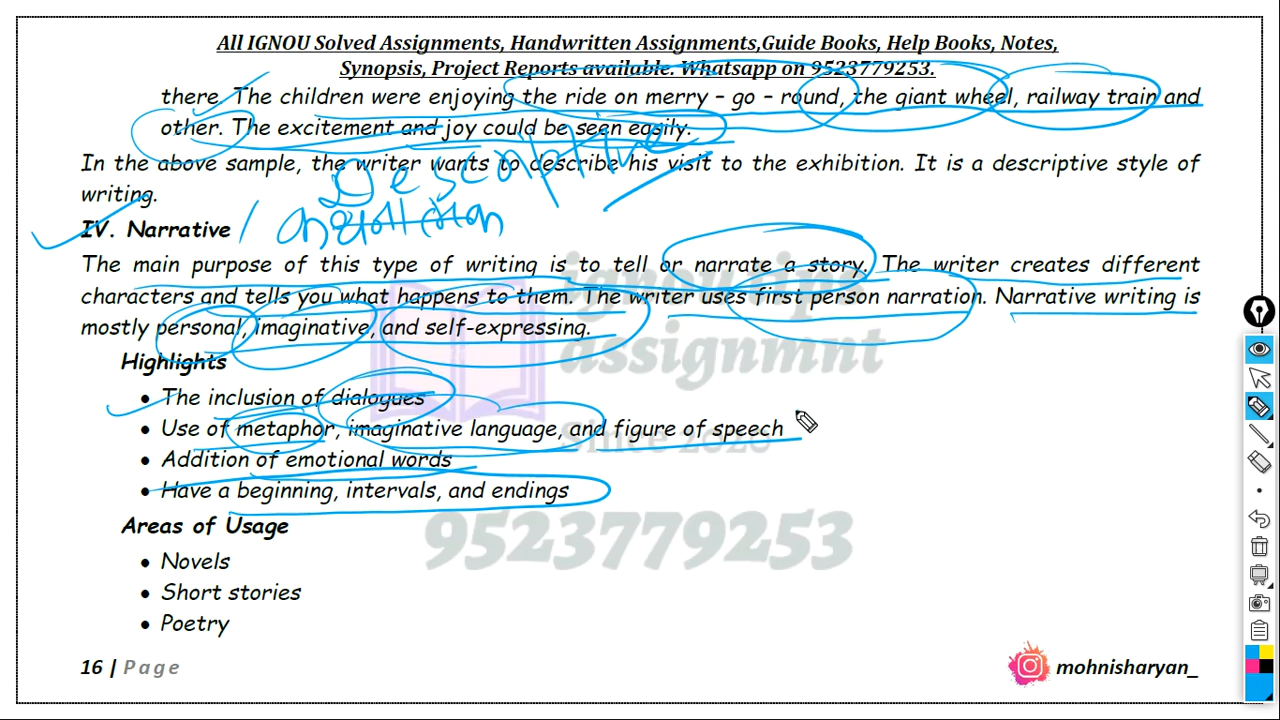 All IGNOU Solved Assignments, Handwritten Assignments,Guide Books, Help Books, Notes,
Synopsis, Project Reports available. Whatsapp on 9523779253.
there. The children were enjoying the ride on merry – go – round, the giant wheel, railway train and
other. The excitement and joy could be seen easily.
In the above sample, the writer wants to describe his visit to the exhibition. It is a descriptive style of
writing.
Descriptive
IV. Narrative
The main purpose of this type of writing is to tell or narrate a story. The writer creates different
characters and tells you what happens to them. The writer uses first person narration. Narrative writing is
mostly personal, imaginative, and self-expressing.
Highlights
• The inclusion of dialogues
• Use of metaphor, imaginative language, and figure of speech
• Addition of emotional words
• Have a beginning, intervals, and endings
Areas of Usage
• Novels
• Short stories
• Poetry
ignou tips
assignmnt
Since 2020
9523779253
16 | Page
mohnisharyan_